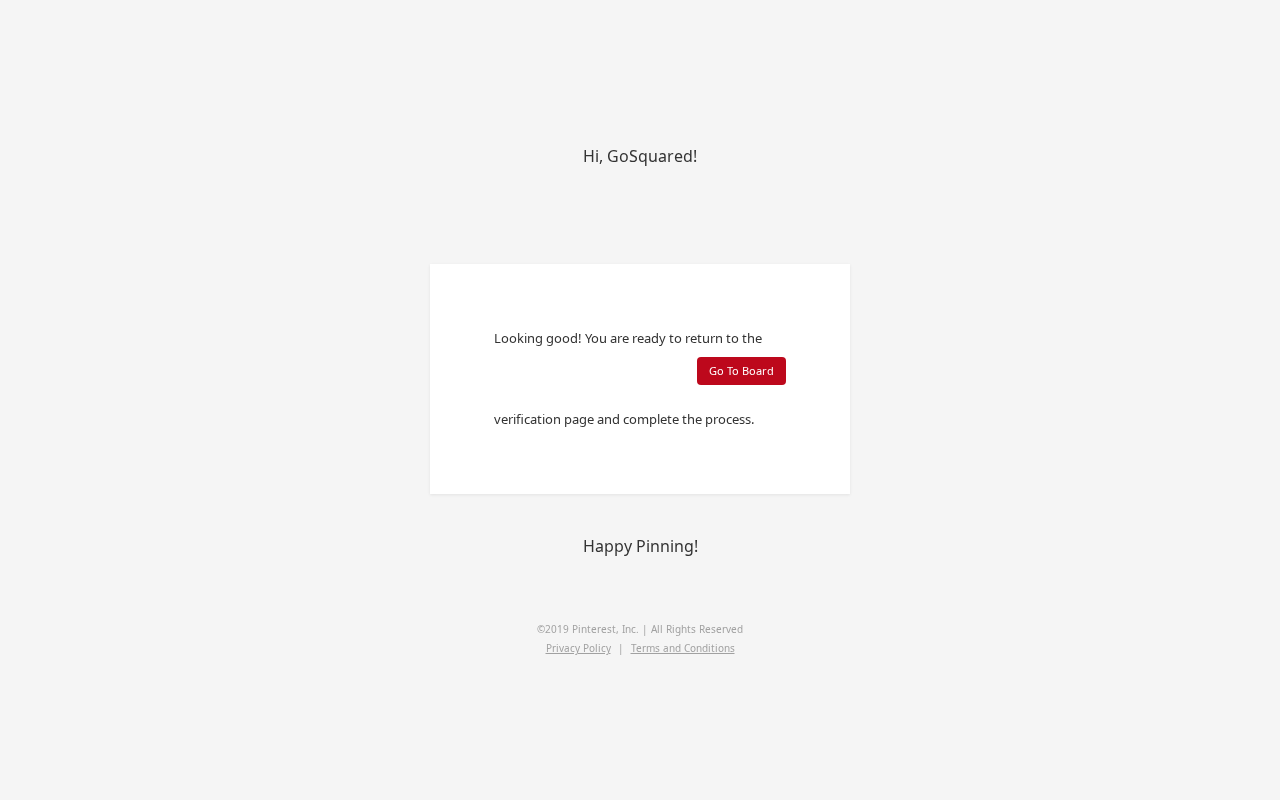 Hi, GoSquared!
Looking good! You are ready to return to the
Go To Board
verification page and complete the process.
Happy Pinning!
©2019 Pinterest, Inc. | All Rights Reserved
Privacy Policy | Terms and Conditions